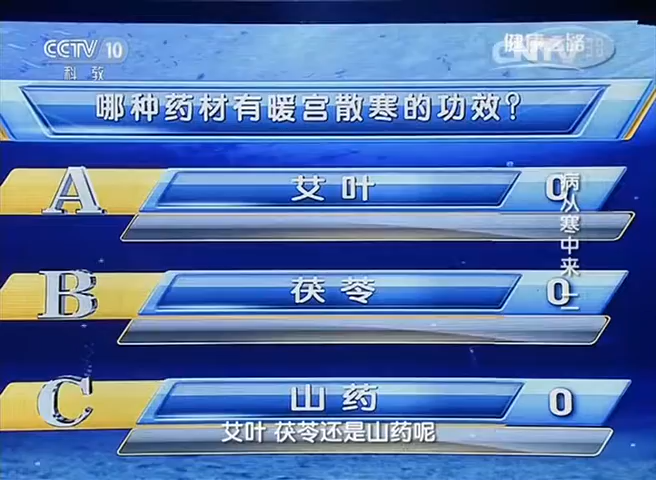 CCTV 10
科教
健康之路
CNTV
哪种药材有暖宫散寒的功效?
A 艾叶 0
B 茯苓 0
C 山药 0
病从寒中来二
艾叶 茯苓还是山药呢